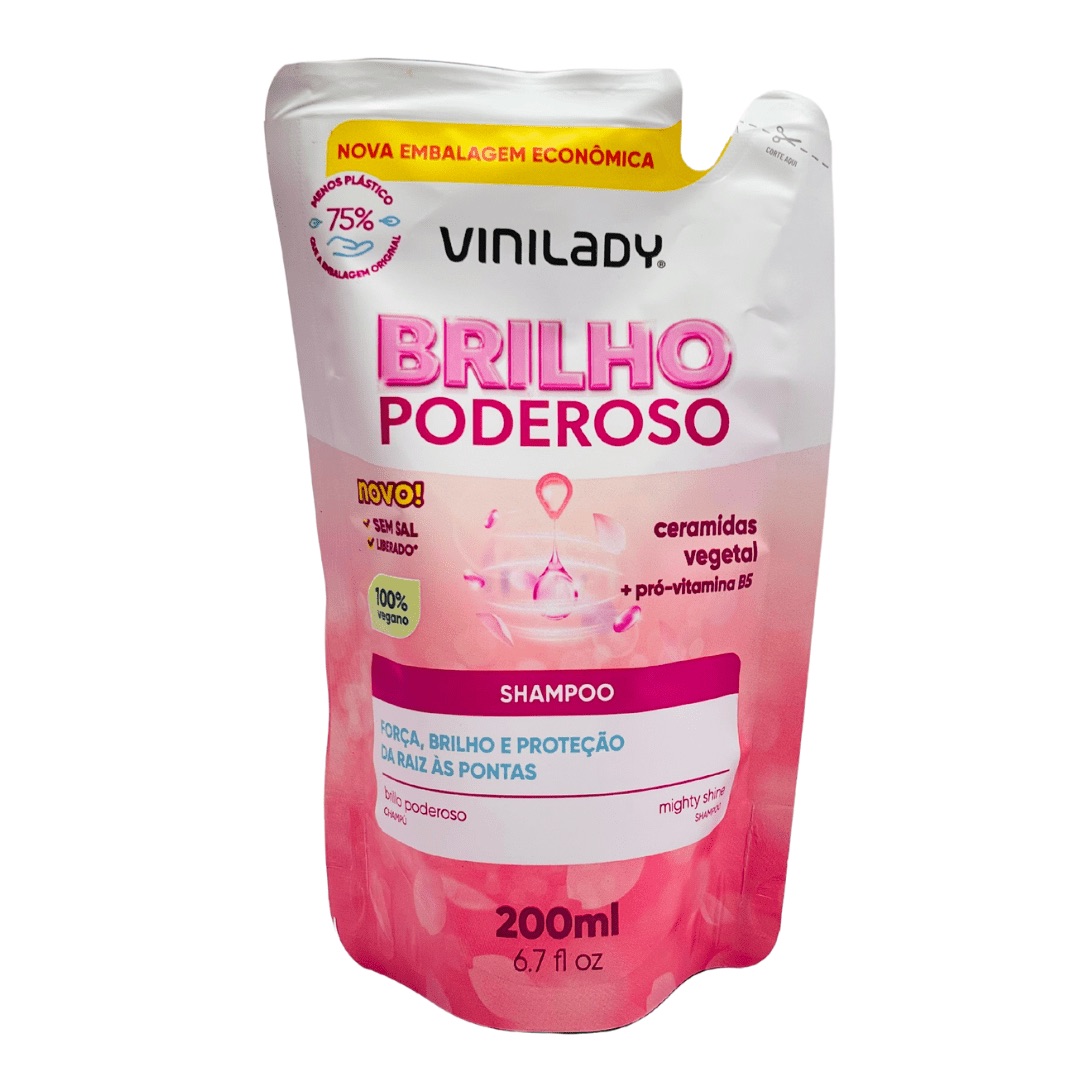 NOVA EMBALAGEM ECONÔMICA
CORTE AQUI
MENOS PLÁSTICO
75%
QUE A EMBALAGEM ORIGINAL
VINILADY®
BRILHO
PODEROSO
novo!
SEM SAL
LIBERADO*
100%
vegano
ceramidas
vegetal
+ pró-vitamina B5
SHAMPOO
FORÇA, BRILHO E PROTEÇÃO
DA RAIZ ÀS PONTAS
brillo poderoso
CHAMPÚ
mighty shine
SHAMPOO
200ml
6.7 fl oz